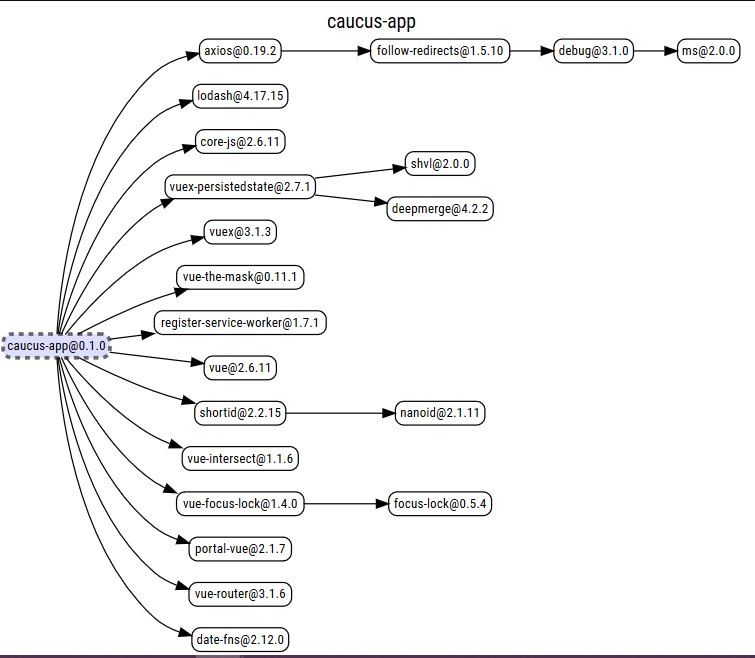 caucus-app
axios@0.19.2
follow-redirects@1.5.10
debug@3.1.0
ms@2.0.0
lodash@4.17.15
core-js@2.6.11
shvl@2.0.0
vuex-persistedstate@2.7.1
deepmerge@4.2.2
vuex@3.1.3
vue-the-mask@0.11.1
register-service-worker@1.7.1
caucus-app@0.1.0
vue@2.6.11
shortid@2.2.15
nanoid@2.1.11
vue-intersect@1.1.6
vue-focus-lock@1.4.0
focus-lock@0.5.4
portal-vue@2.1.7
vue-router@3.1.6
date-fns@2.12.0